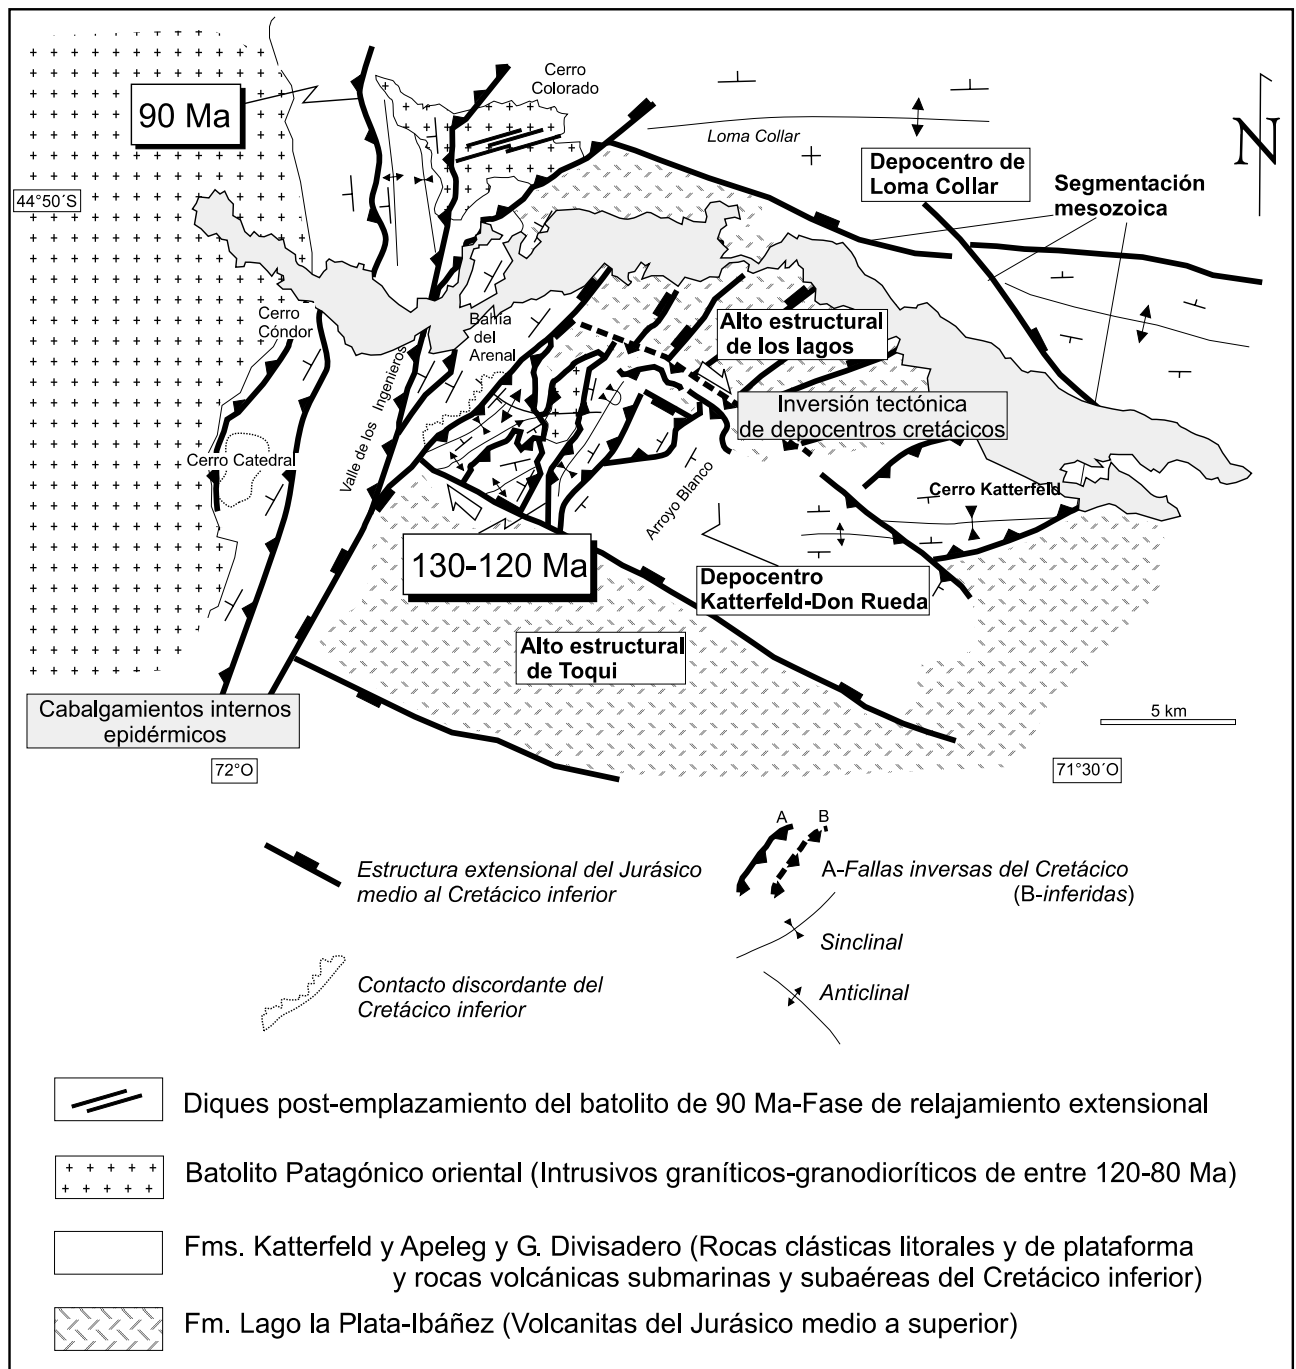 Cerro
Colorado
90 Ma
Loma Collar
N
Depocentro de
Loma Collar
Segmentación
mesozoica
44°50´S
Cerro
Cóndor
Bahía
del
Arenal
Alto estructural
de los lagos
Valle de los Ingenieros
Inversión tectónica
de depocentros cretácicos
Cerro Catedral
Arroyo Blanco
Cerro Katterfeld
130-120 Ma
Depocentro
Katterfeld-Don Rueda
Alto estructural
de Toqui
Cabalgamientos internos
epidérmicos
5 km
72°O
71°30´O
A B
Estructura extensional del Jurásico
medio al Cretácico inferior
A-Fallas inversas del Cretácico
(B-inferidas)
Sinclinal
Contacto discordante del
Cretácico inferior
Anticlinal
Diques post-emplazamiento del batolito de 90 Ma-Fase de relajamiento extensional
Batolito Patagónico oriental (Intrusivos graníticos-granodioríticos de entre 120-80 Ma)
Fms. Katterfeld y Apeleg y G. Divisadero (Rocas clásticas litorales y de plataforma
y rocas volcánicas submarinas y subaéreas del Cretácico inferior)
Fm. Lago la Plata-Ibáñez (Volcanitas del Jurásico medio a superior)